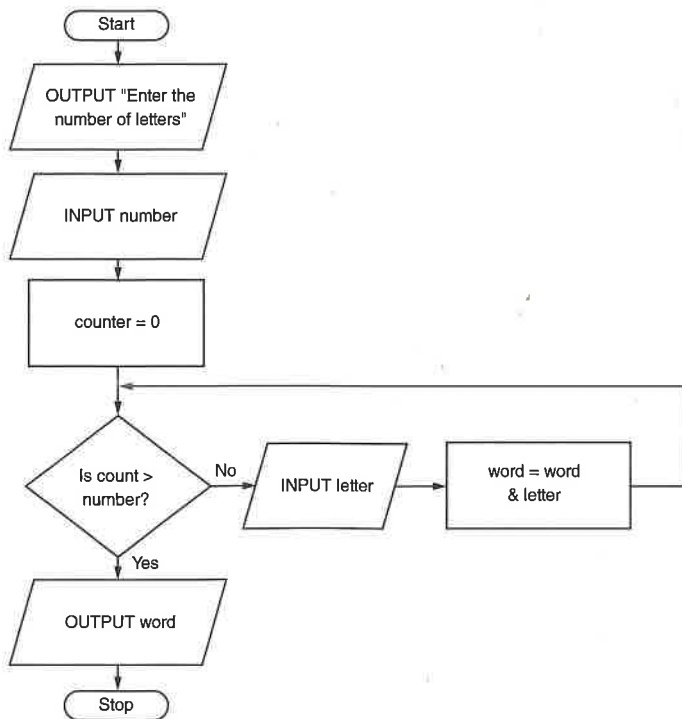 Start
OUTPUT "Enter the
number of letters"
INPUT number
counter = 0
Is count >
number?
No
INPUT letter
word = word
& letter
Yes
OUTPUT word
Stop